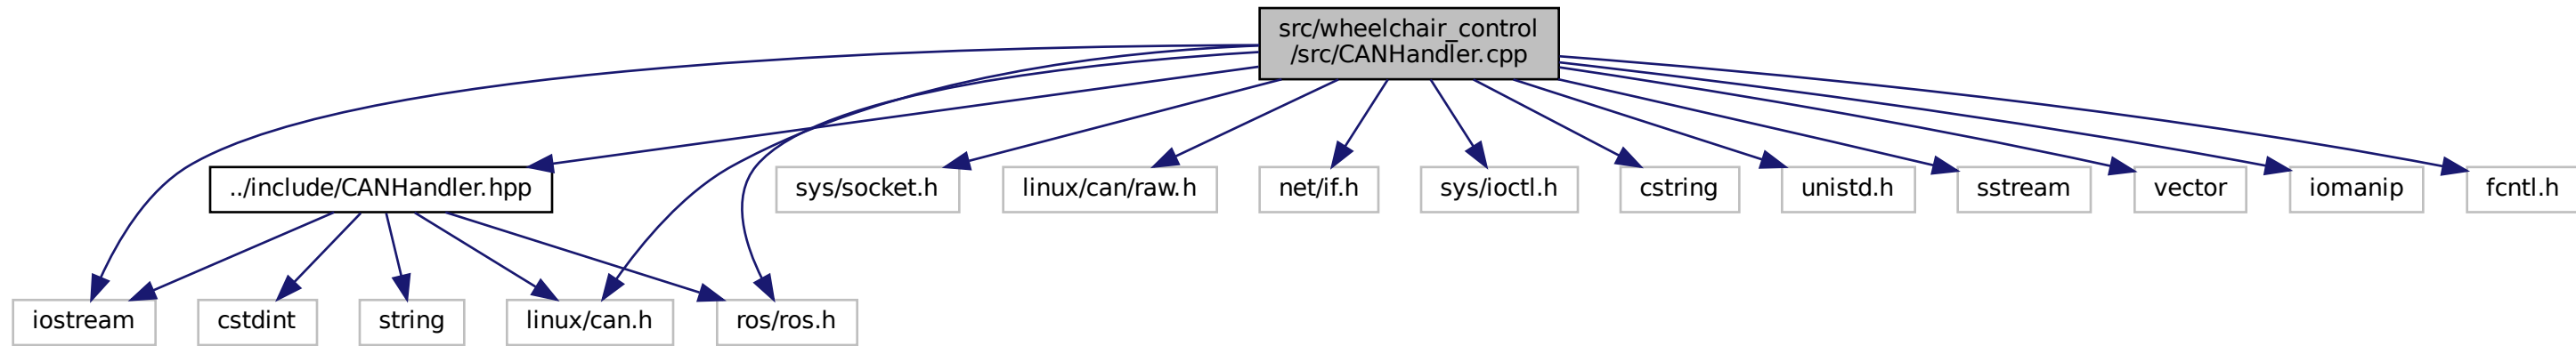 src/wheelchair_control
/src/CANHandler.cpp
../include/CANHandler.hpp
sys/socket.h
linux/can/raw.h
net/if.h
sys/ioctl.h
cstring
unistd.h
sstream
vector
iomanip
fcntl.h
iostream
cstdint
string
linux/can.h
ros/ros.h